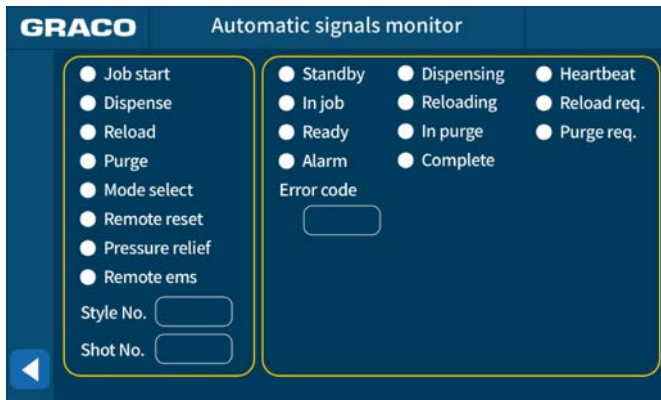 GRACO Automatic signals monitor
Job start
Dispense
Reload
Purge
Mode select
Remote reset
Pressure relief
Remote ems
Style No.
Shot No.
Standby Dispensing Heartbeat
In job Reloading Reload req.
Ready In purge Purge req.
Alarm Complete
Error code